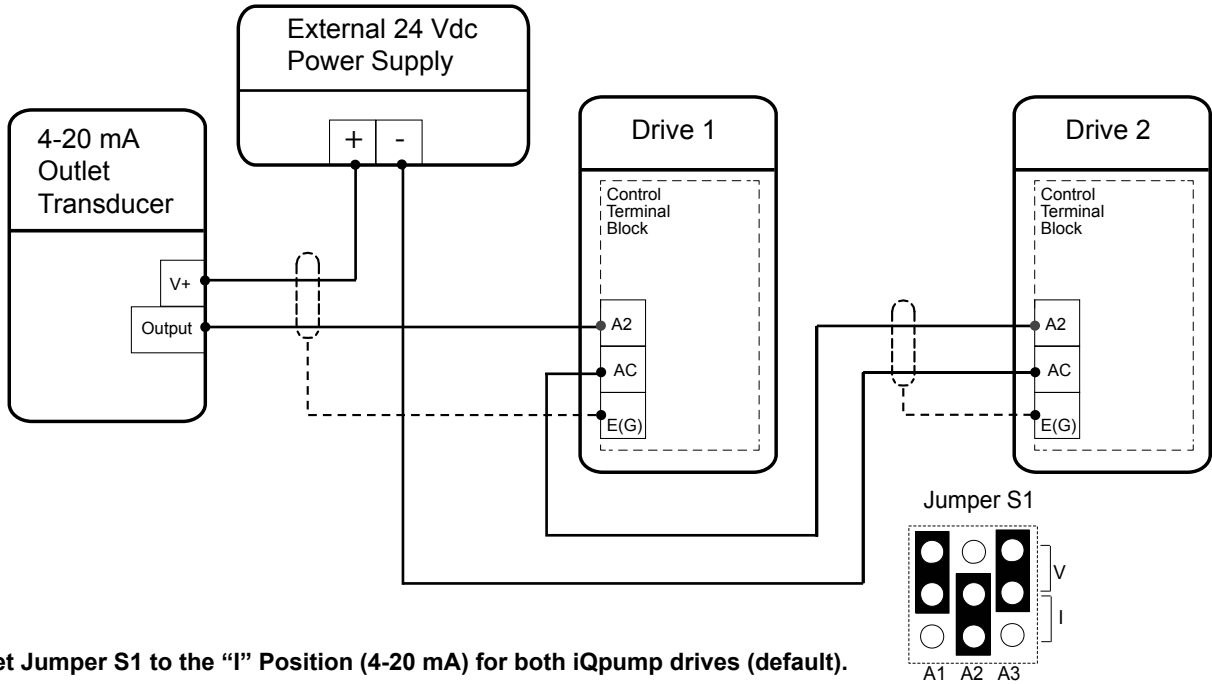 External 24 Vdc
Power Supply
+ -
4-20 mA
Outlet
Transducer
V+
Output
Drive 1
Control
Terminal
Block
A2
AC
E(G)
Drive 2
Control
Terminal
Block
A2
AC
E(G)
Jumper S1
V
I
A1 A2 A3
et Jumper S1 to the “I” Position (4-20 mA) for both iQpump drives (default).